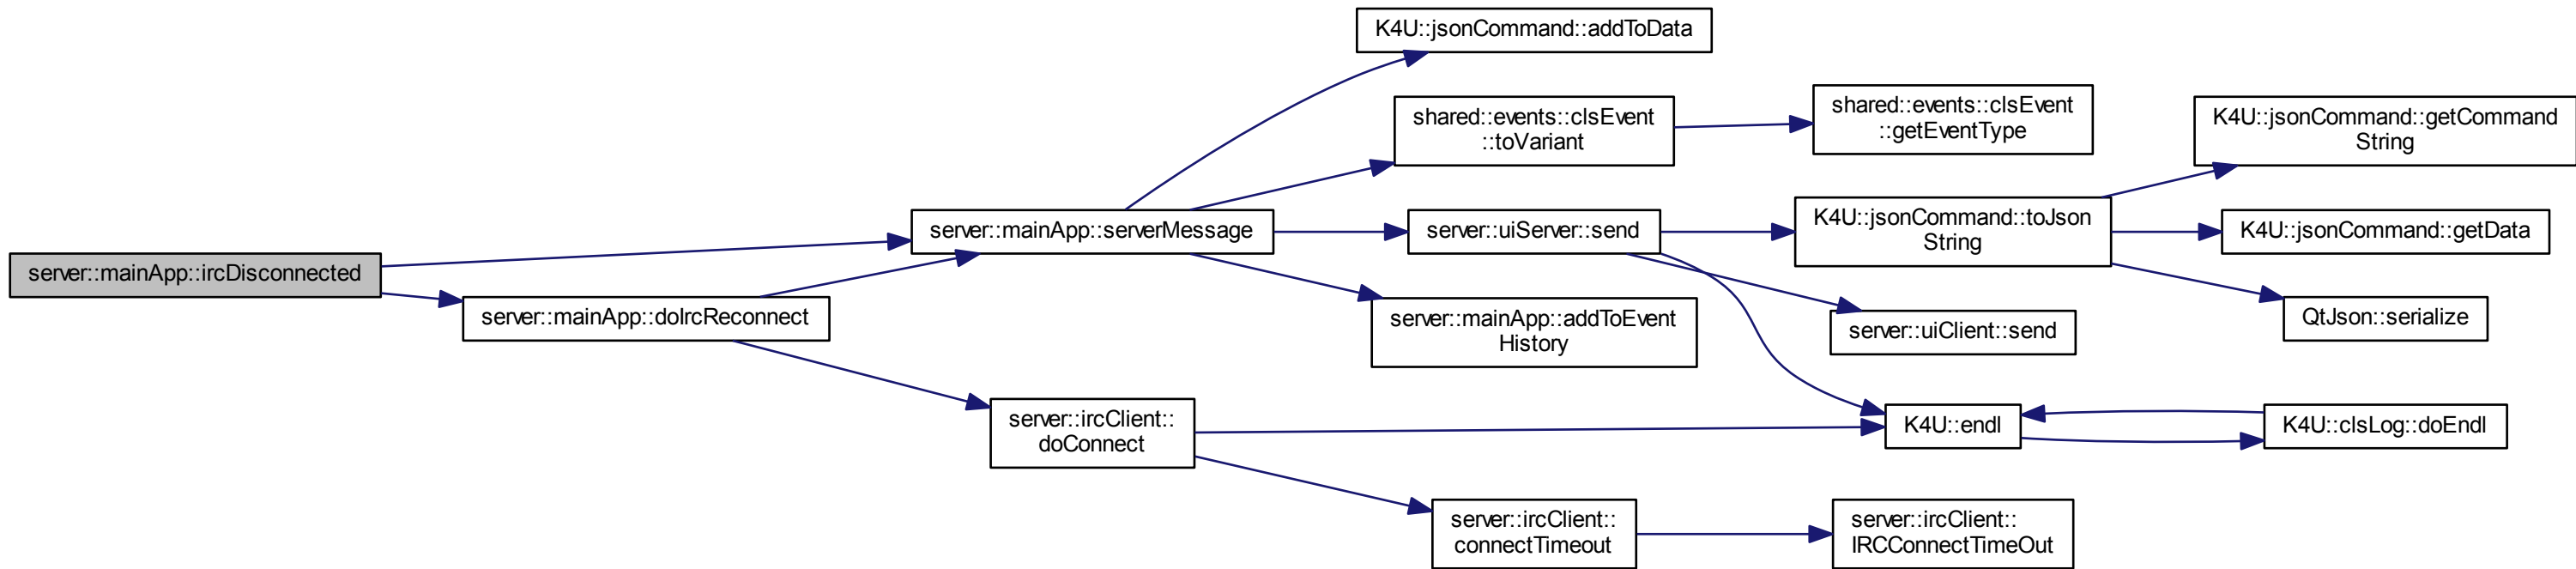 K4U::jsonCommand::addToData
shared::events::clsEvent
::toVariant
shared::events::clsEvent
::getEventType
K4U::jsonCommand::getCommand
String
server::mainApp::ircDisconnected
server::mainApp::serverMessage
server::uiServer::send
K4U::jsonCommand::toJson
String
K4U::jsonCommand::getData
server::mainApp::doIrcReconnect
server::mainApp::addToEvent
History
server::uiClient::send
QtJson::serialize
server::ircClient::
doConnect
K4U::endl
K4U::clsLog::doEndl
server::ircClient::
connectTimeout
server::ircClient::
IRCConnectTimeOut